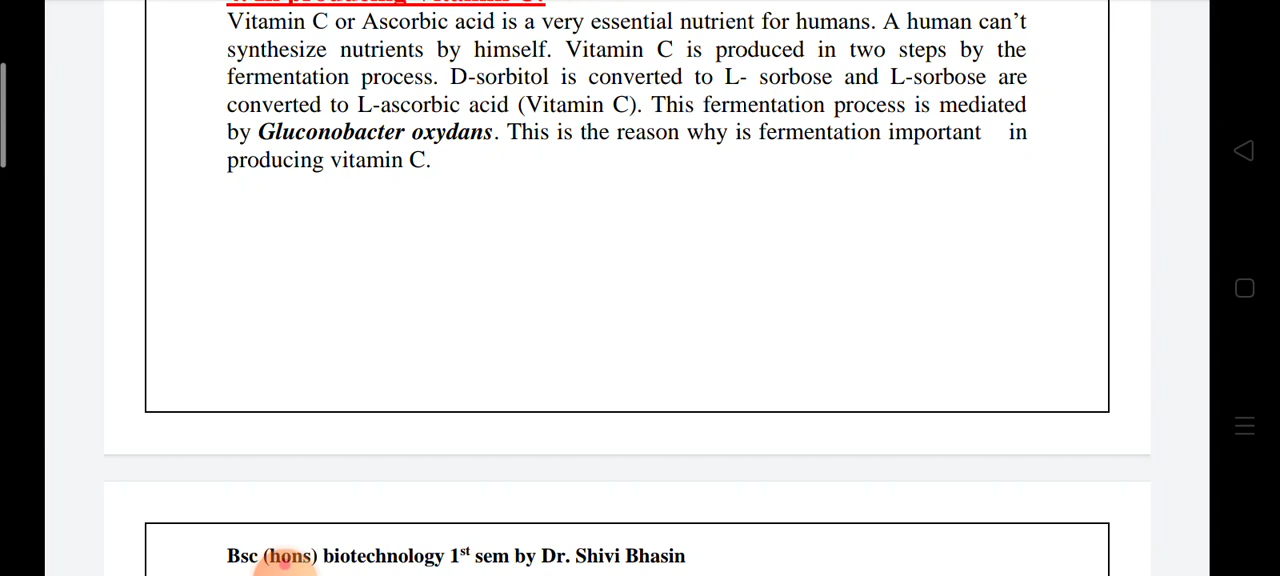 Vitamin C or Ascorbic acid is a very essential nutrient for humans. A human can’t
synthesize nutrients by himself. Vitamin C is produced in two steps by the
fermentation process. D-sorbitol is converted to L- sorbose and L-sorbose are
converted to L-ascorbic acid (Vitamin C). This fermentation process is mediated
by Gluconobacter oxydans. This is the reason why is fermentation important in
producing vitamin C.
Bsc (hons) biotechnology 1st sem by Dr. Shivi Bhasin